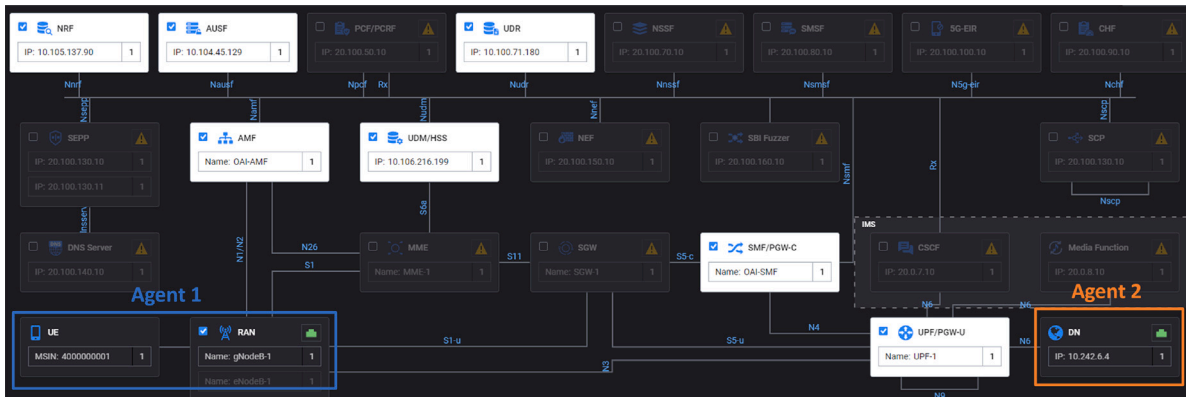 NRF
IP: 10.105.137.90 1
AUSF
IP: 10.104.45.129 1
PCF/PCRF
IP: 20.100.50.10 1
UDR
IP: 10.100.71.180 1
NSSF
IP: 20.100.70.10 1
SMSF
IP: 20.100.80.10 1
5G-EIR
IP: 20.100.100.10 1
CHF
IP: 20.100.90.10 1
Nnrf
Nausf
Npcf
Rx
Nudr
Nnssf
Nsmsf
N5g-eir
Nchf
Nsepp
Namf
Nudm
Nnef
Nscp
SEPP
IP: 20.100.130.10 1
IP: 20.100.130.11 1
AMF
Name: OAI-AMF 1
UDM/HSS
IP: 10.106.216.199 1
NEF
IP: 20.100.150.10 1
SBI Fuzzer
IP: 20.100.160.10 1
SCP
IP: 20.100.130.10 1
Nsmf
Rx
Nscp
Inssen
N1/N2
S6a
IMS
DNS Server
IP: 20.100.140.10 1
N26
S1
MME
Name: MME-1 1
S11
SGW
Name: SGW-1 1
S5-c
SMF/PGW-C
Name: OAI-SMF 1
CSCF
IP: 20.0.7.10 1
Media Function
IP: 20.0.8.10 1
Agent 1
Agent 2
N6
N6
UE
MSIN: 4000000001 1
RAN
Name: gNodeB-1 1
Name: eNodeB-1 1
S1-u
N3
S5-u
N4
UPF/PGW-U
Name: UPF-1 1
N6
DN
IP: 10.242.6.4 1
N9